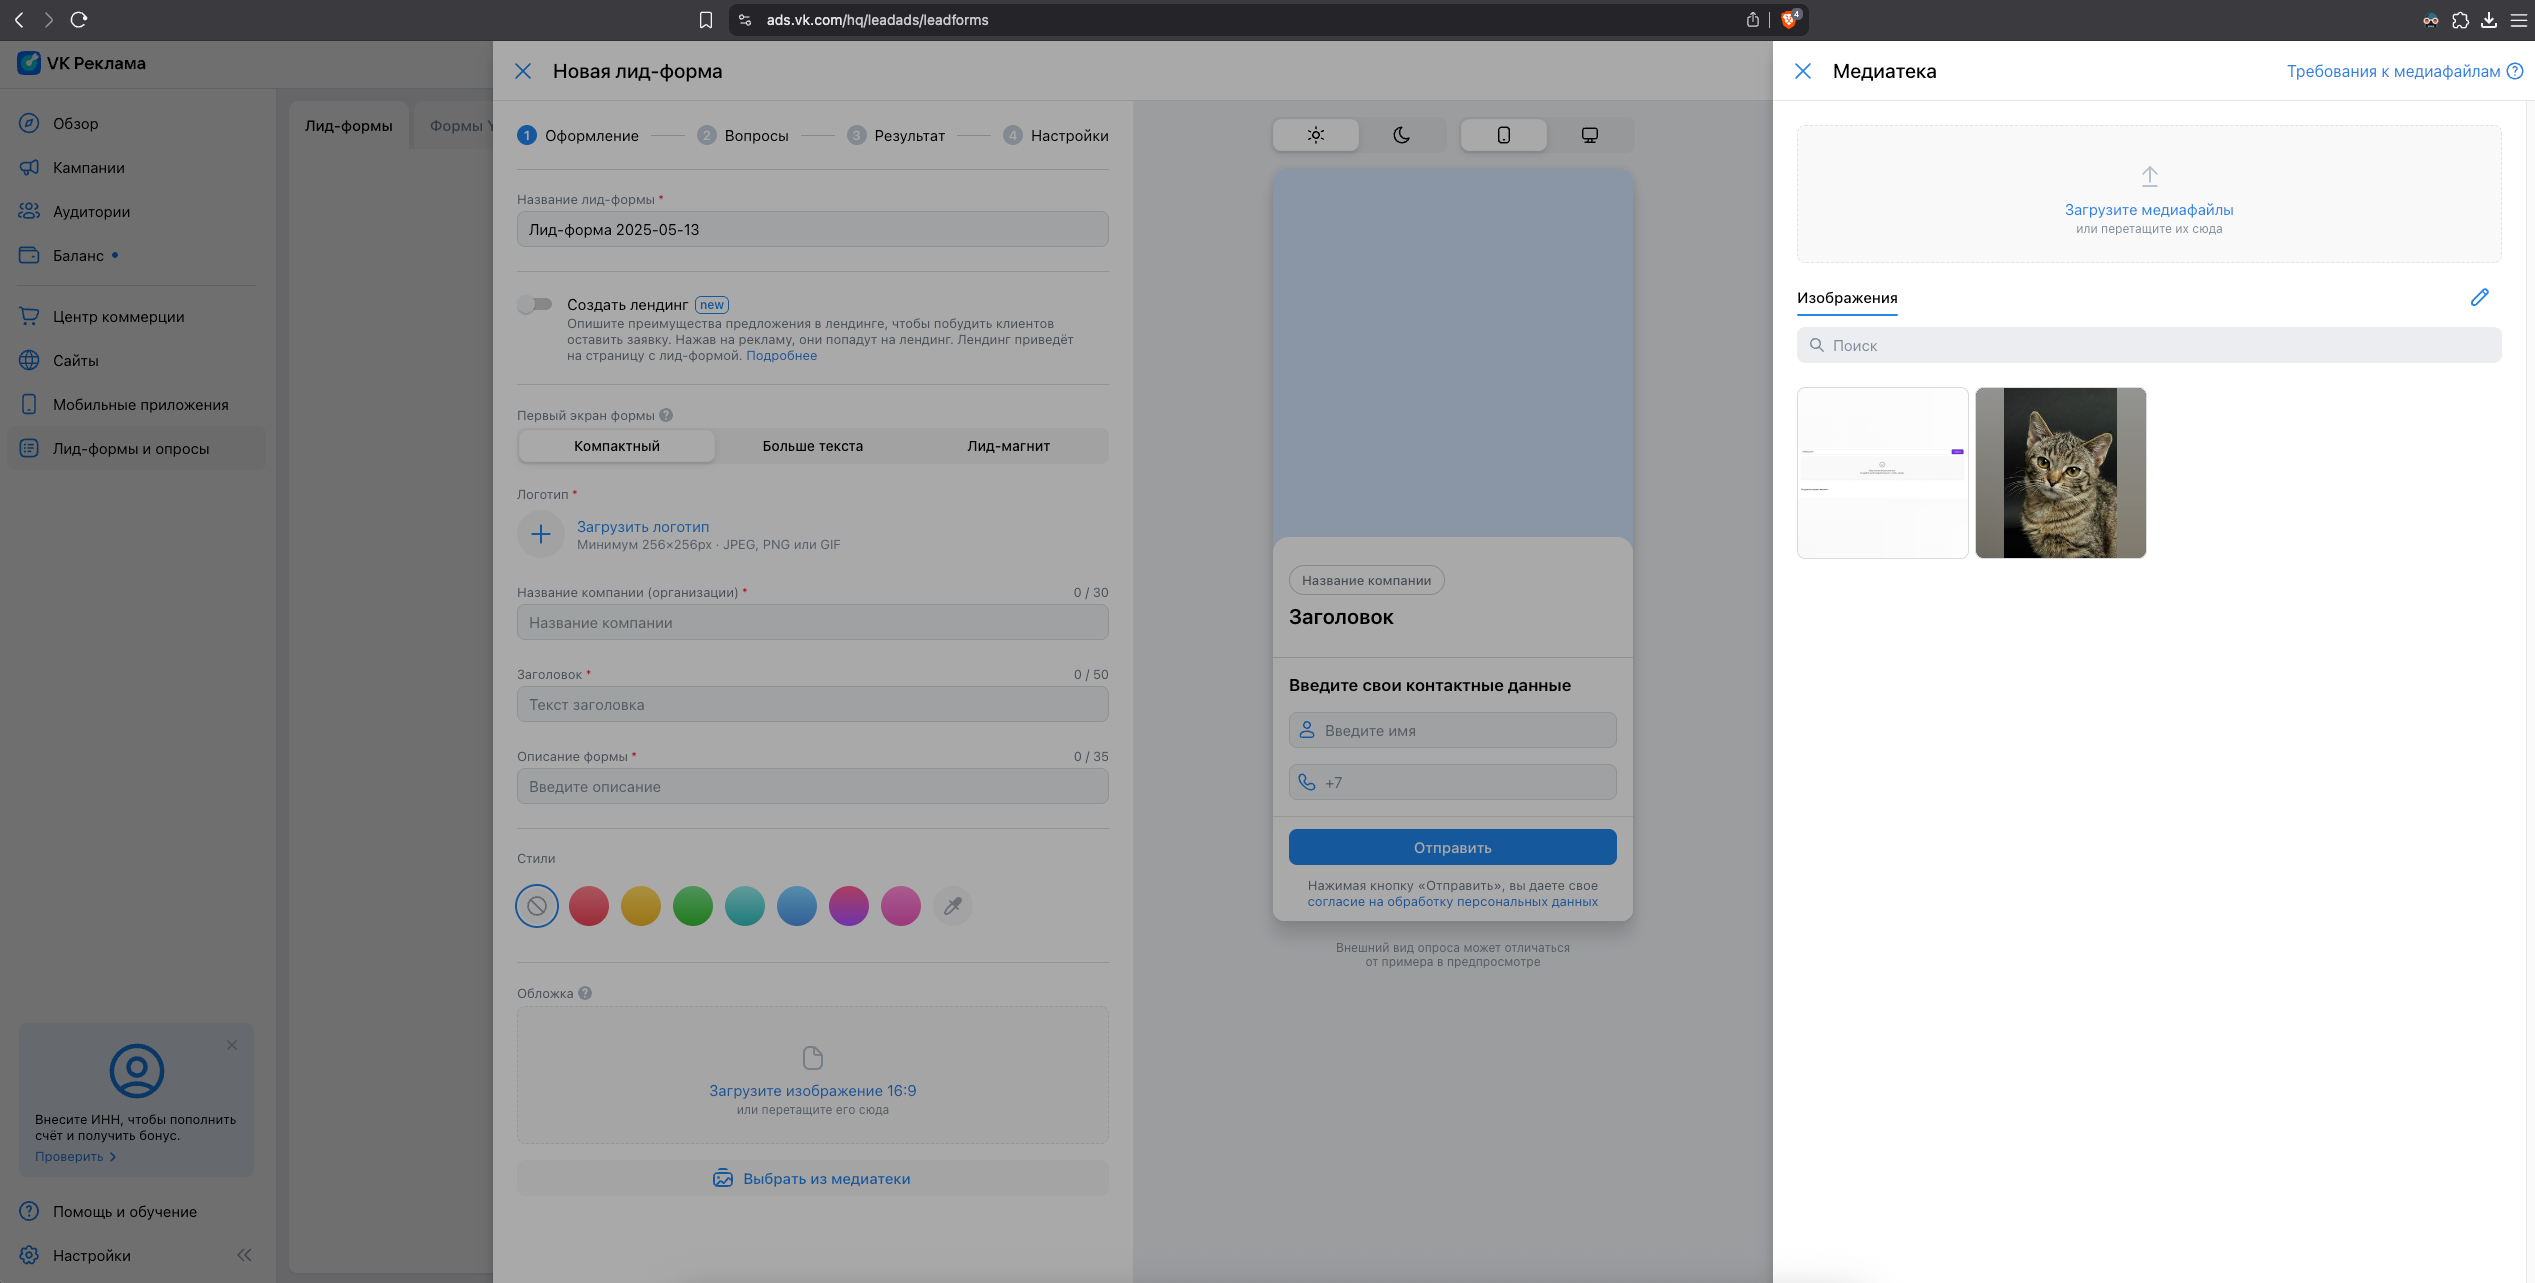 ads.vk.com/hq/leadads/leadforms
4
VK Реклама
Обзор
Кампании
Аудитории
Баланс
Центр коммерции
Сайты
Мобильные приложения
Лид-формы и опросы
Внесите ИНН, чтобы пополнить
счёт и получить бонус.
Проверить
Помощь и обучение
Настройки
Лид-формы
Формы
Новая лид-форма
1 Оформление
2 Вопросы
3 Результат
4 Настройки
Название лид-формы *
Лид-форма 2025-05-13
Создать лендинг new
Опишите преимущества предложения в лендинге, чтобы побудить клиентов
оставить заявку. Нажав на рекламу, они попадут на лендинг. Лендинг приведёт
на страницу с лид-формой. Подробнее
Первый экран формы ?
Компактный
Больше текста
Лид-магнит
Логотип *
Загрузить логотип
Минимум 256×256px · JPEG, PNG или GIF
Название компании (организации) *
0 / 30
Название компании
Заголовок *
0 / 50
Текст заголовка
Описание формы *
0 / 35
Введите описание
Стили
Обложка ?
Загрузите изображение 16:9
или перетащите его сюда
Выбрать из медиатеки
Название компании
Заголовок
Введите свои контактные данные
Введите имя
+7
Отправить
Нажимая кнопку «Отправить», вы даете свое
согласие на обработку персональных данных
Внешний вид опроса может отличаться
от примера в предпросмотре
Медиатека
Требования к медиафайлам ?
Загрузите медиафайлы
или перетащите их сюда
Изображения
Поиск